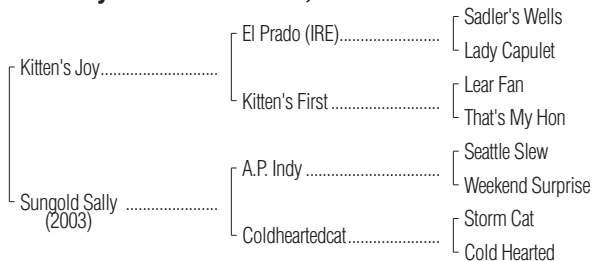 Sadler's Wells
El Prado (IRE)....................
Lady Capulet
Kitten's Joy........................
Lear Fan
Kitten's First ......................
That's My Hon
Seattle Slew
A.P. Indy ...........................
Weekend Surprise
Sungold Sally ..................
(2003)
Storm Cat
Coldheartedcat...................
Cold Hearted